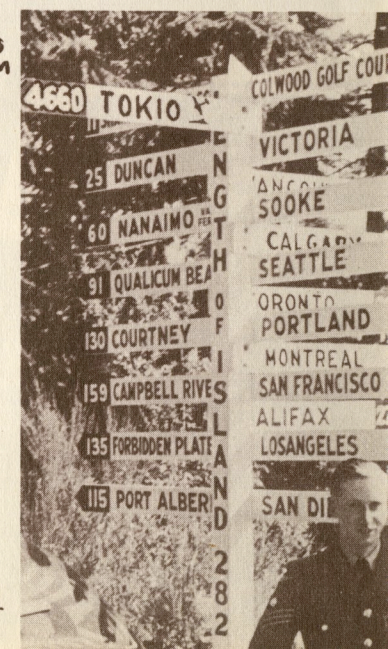 4660 TOKIO
25 DUNCAN
60 NANAIMO
91 QUALICUM BEA
130 COURTNEY
159 CAMPBELL RIVE
135 FORBIDDEN PLATE
115 PORT ALBER
LENGTH OF ISLAND 282
COLWOOD GOLF COU
VICTORIA
ANCOU
SOOKE
CALGARY
SEATTLE
ORONTO
PORTLAND
MONTREAL
SAN FRANCISCO
ALIFAX
LOSANGELES
SAN DI